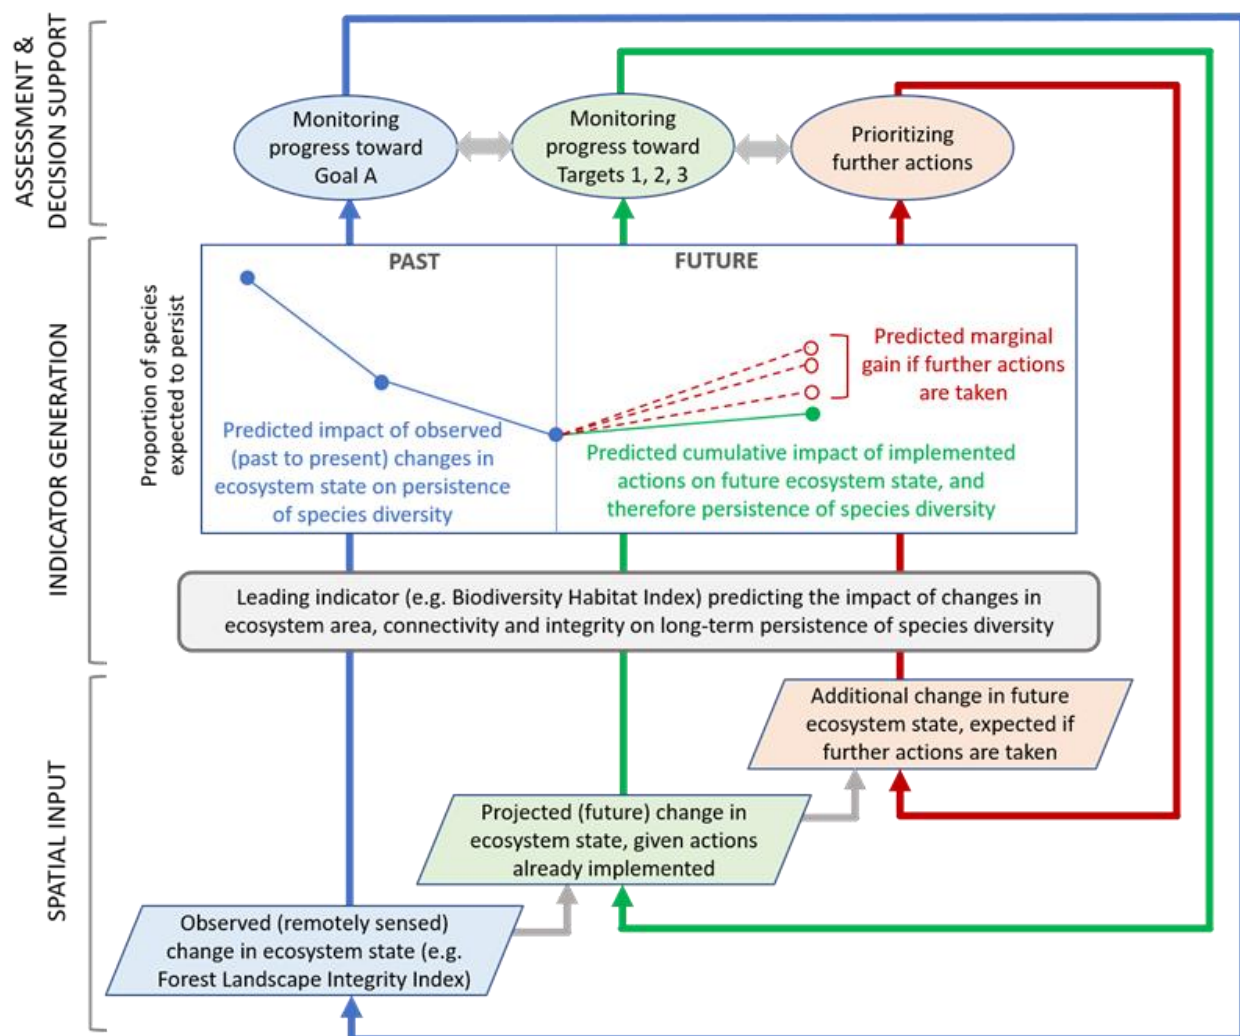 ASSESSMENT &
DECISION SUPPORT
Monitoring
progress toward
Goal A
Monitoring
progress toward
Targets 1, 2, 3
Prioritizing
further actions
INDICATOR GENERATION
Proportion of species
expected to persist
PAST
FUTURE
Predicted impact of observed
(past to present) changes in
ecosystem state on persistence
of species diversity
Predicted marginal
gain if further actions
are taken
Predicted cumulative impact of implemented
actions on future ecosystem state, and
therefore persistence of species diversity
Leading indicator (e.g. Biodiversity Habitat Index) predicting the impact of changes in
ecosystem area, connectivity and integrity on long-term persistence of species diversity
SPATIAL INPUT
Additional change in future
ecosystem state, expected if
further actions are taken
Projected (future) change in
ecosystem state, given actions
already implemented
Observed (remotely sensed)
change in ecosystem state (e.g.
Forest Landscape Integrity Index)